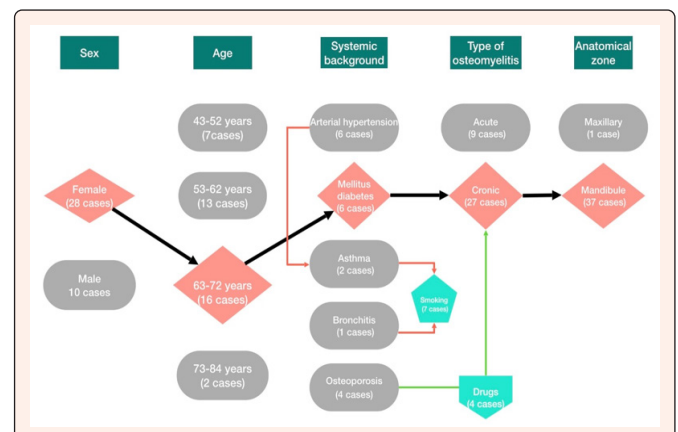 Sex
Age
Systemic
background
Type of
osteomyelitis
Anatomical
zone
Female
(28 cases)
Male
10 cases
43-52 years
(7cases)
53-62 years
(13 cases)
63-72 years
(16 cases)
73-84 years
(2 cases)
Arterial hypertension
(6 cases)
Mellitus
diabetes
(6 cases)
Asthma
(2 cases)
Bronchitis
(1 cases)
Osteoporosis
(4 cases)
Smoking
(7 cases)
Acute
(9 cases)
Cronic
(27 cases)
Drugs
(4 cases)
Maxillary
(1 case)
Mandibule
(37 cases)